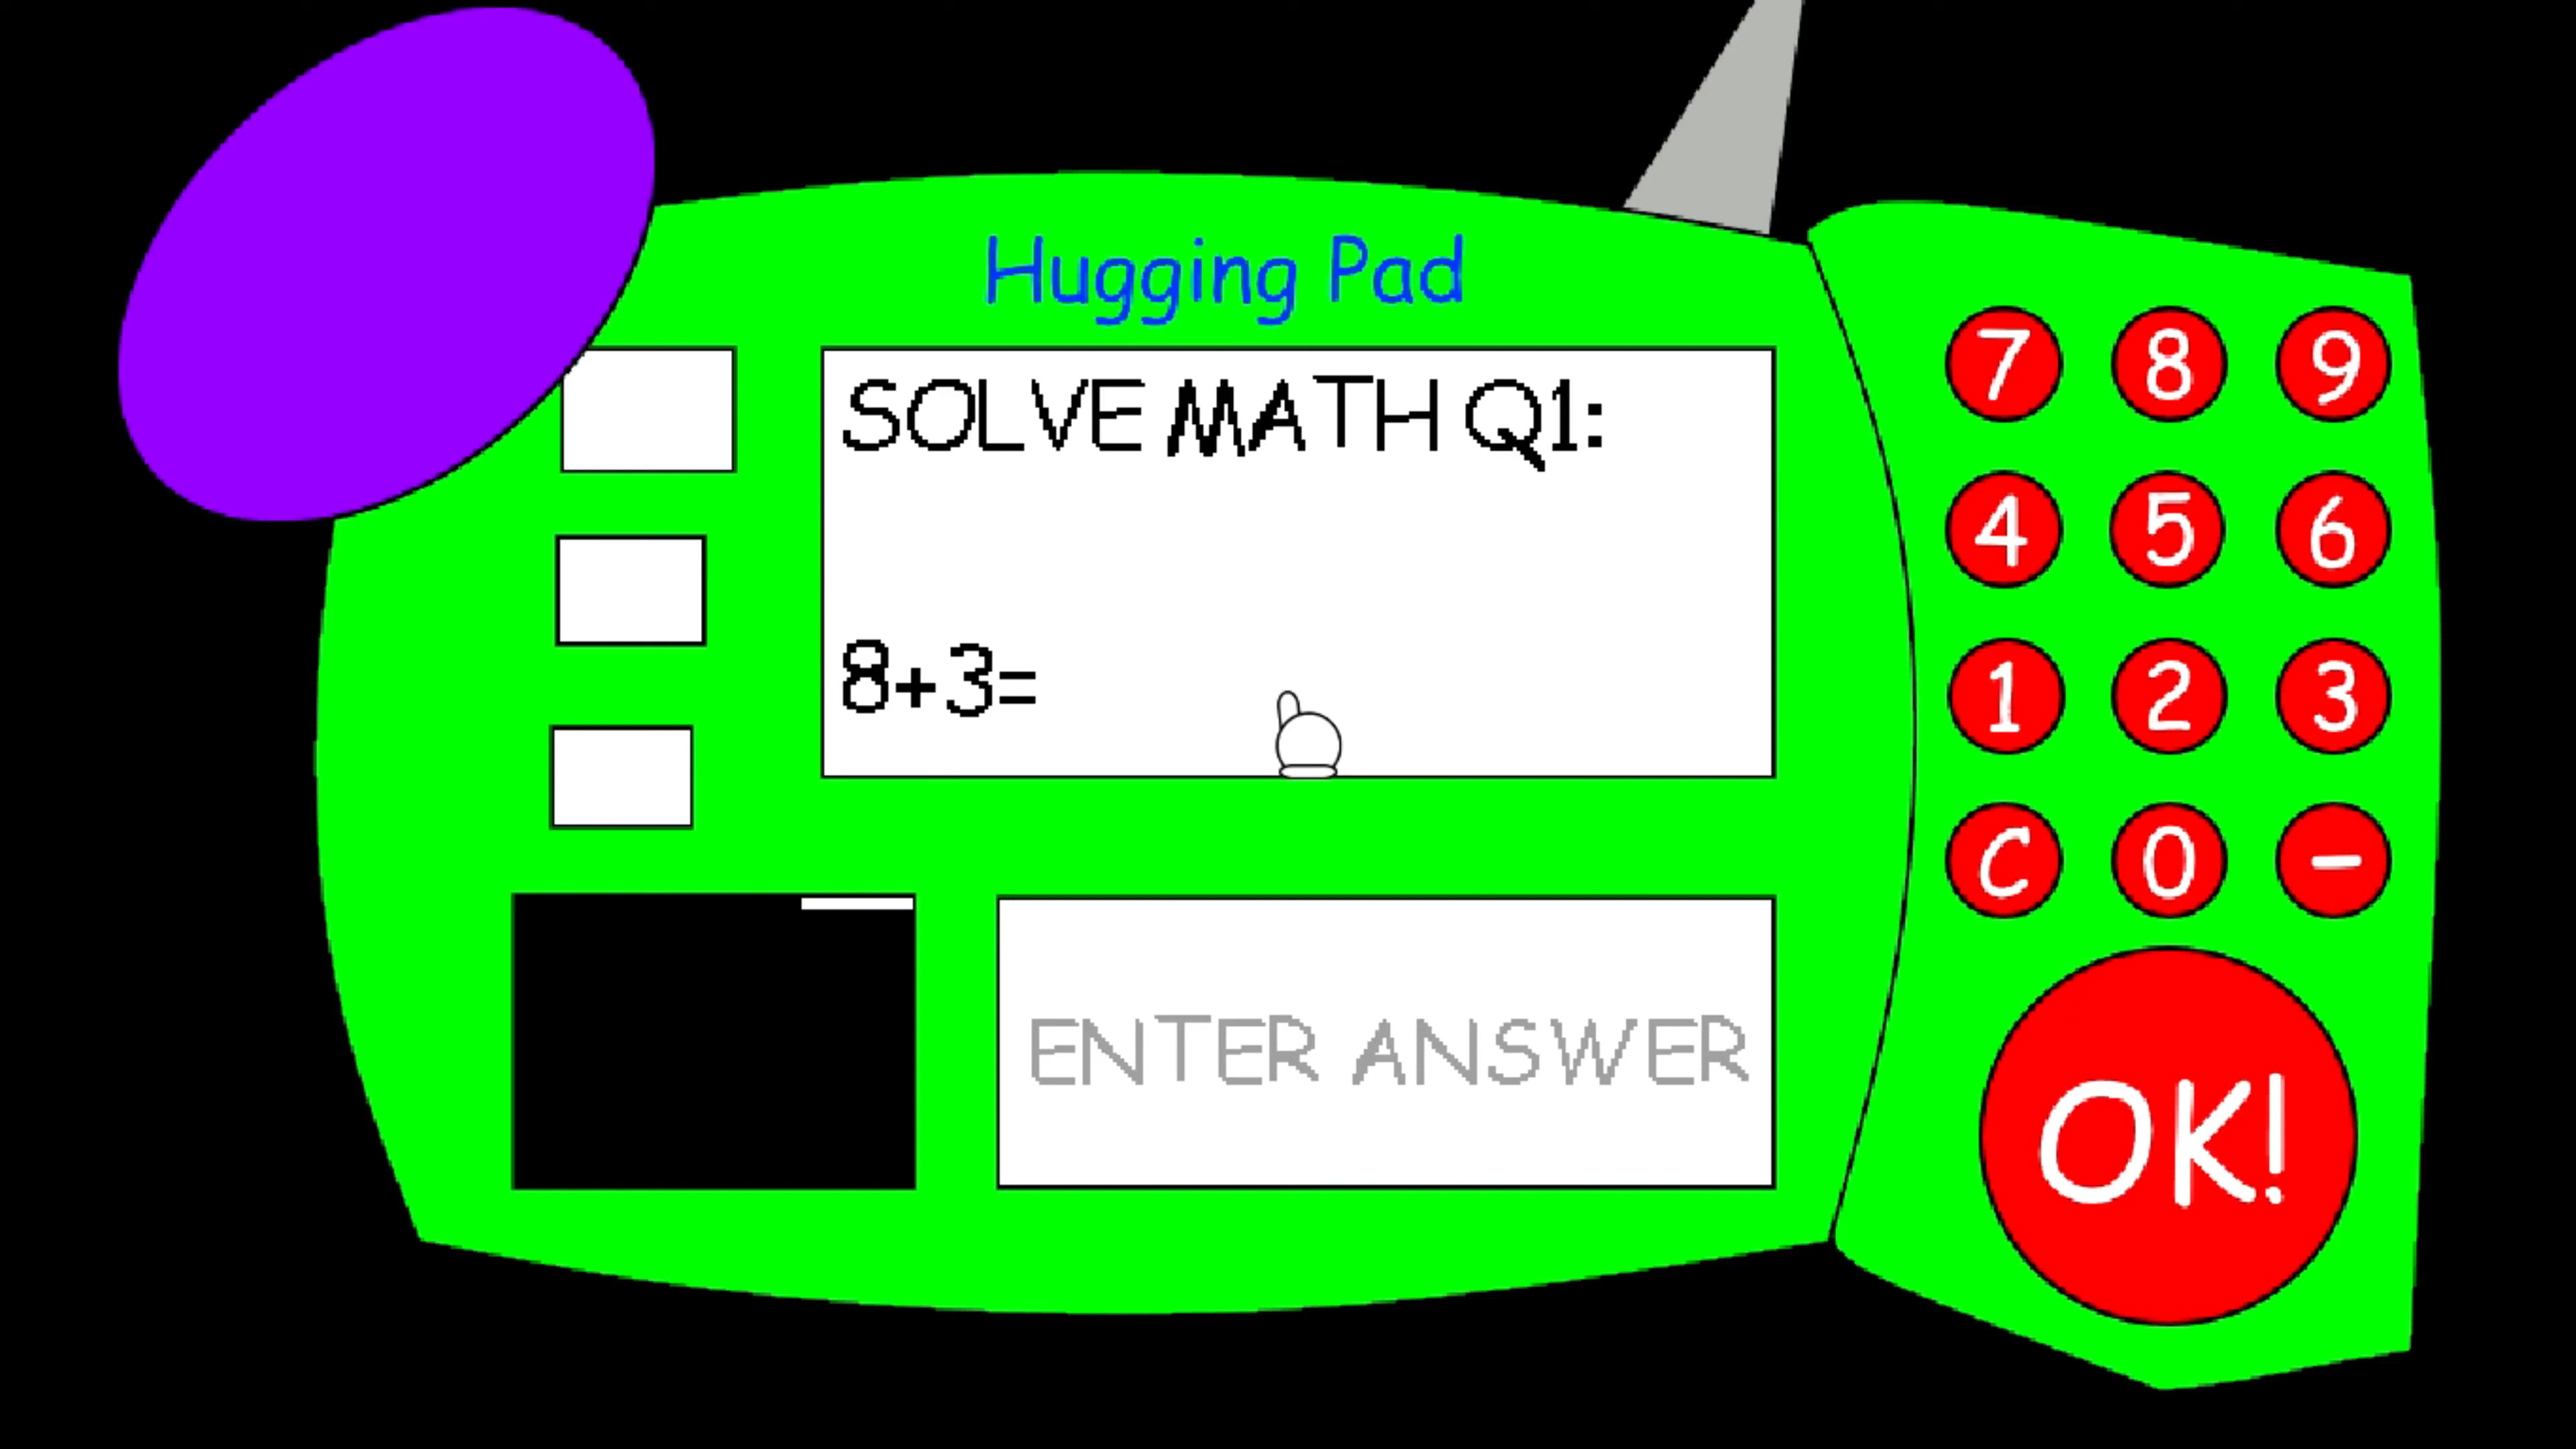 Hugging Pad
SOLVE MATH Q1:
8+3=
7 8 9
4 5 6
1 2 3
C 0 -
ENTER ANSWER
OK!